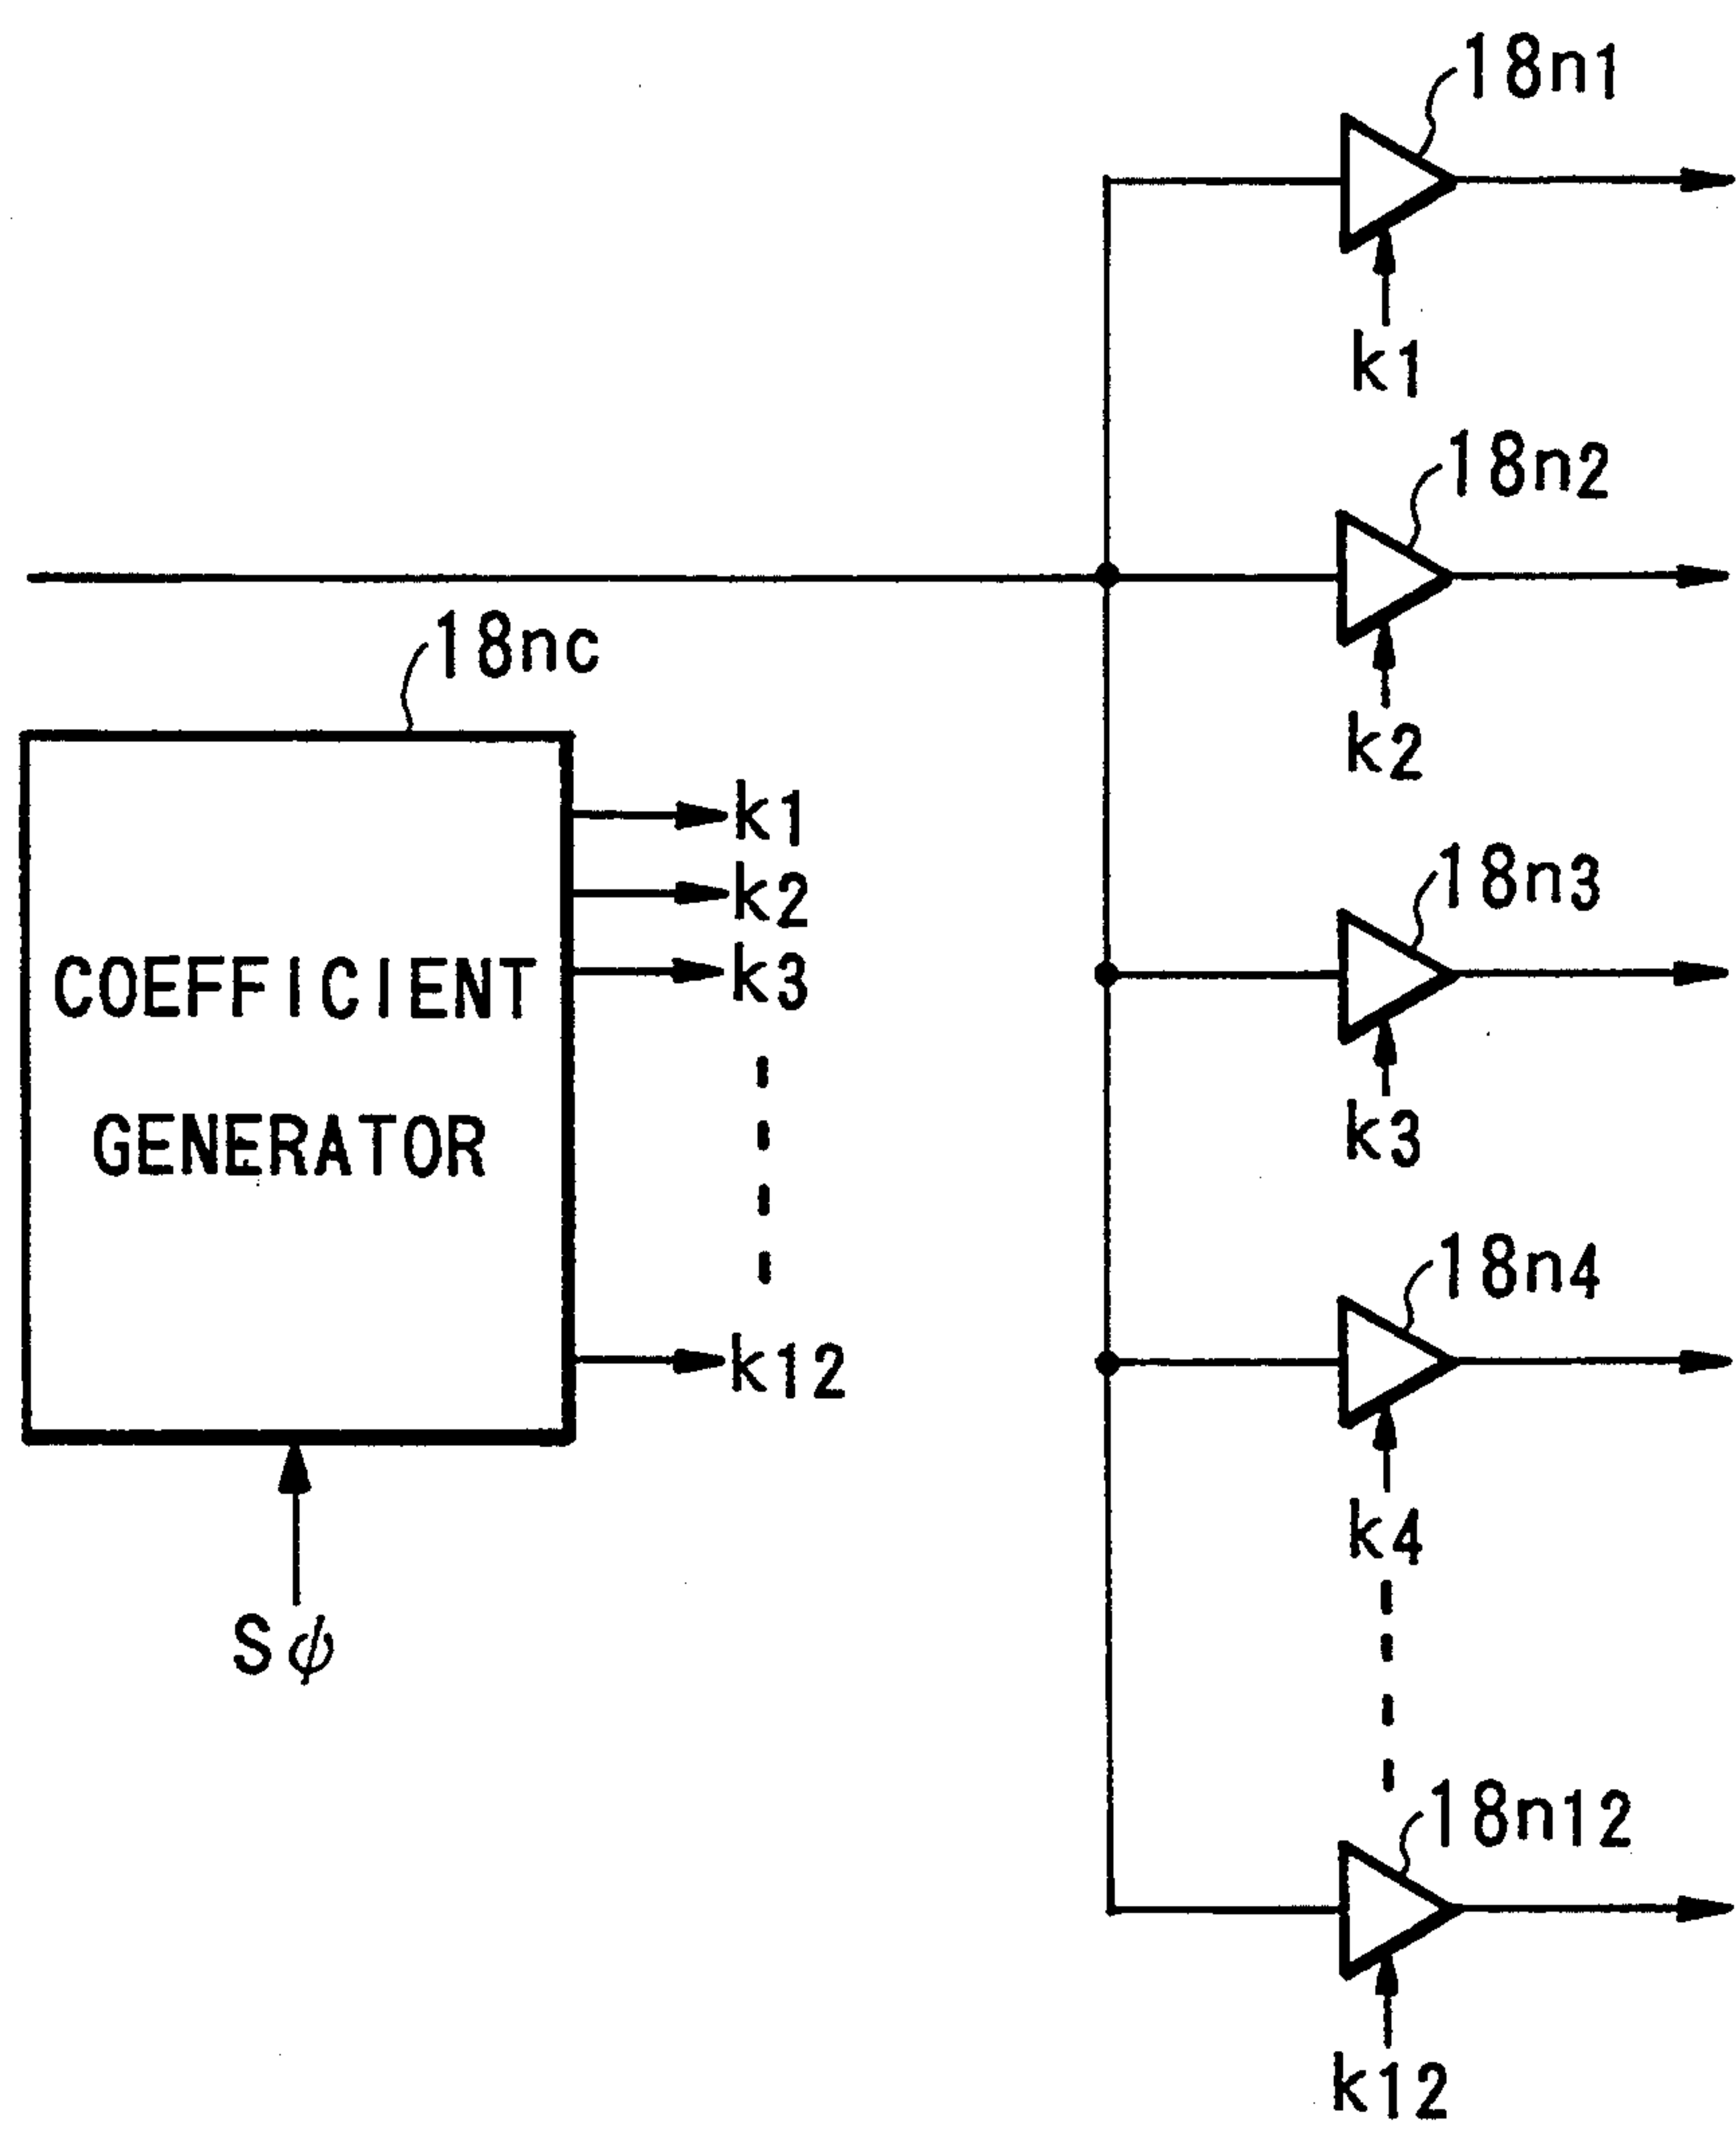 18n1
k1
18n2
k2
18nc
k1
k2
k3
k12
COEFFICIENT
GENERATOR
Sφ
18n3
k3
18n4
k4
18n12
k12